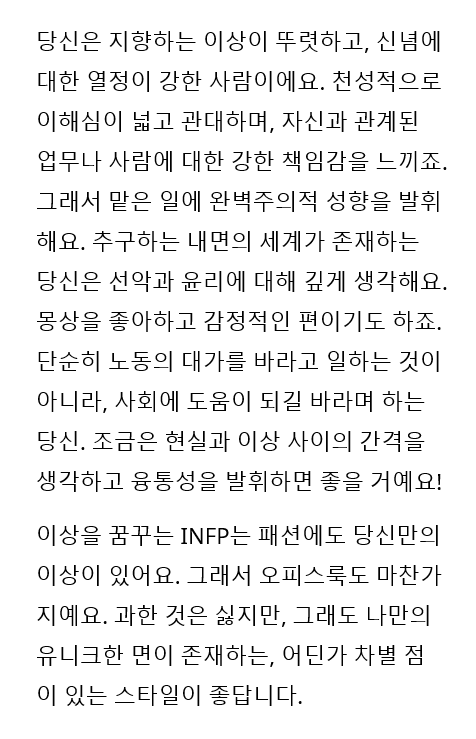 당신은 지향하는 이상이 뚜렷하고, 신념에
대한 열정이 강한 사람이에요. 천성적으로
이해심이 넓고 관대하며, 자신과 관계된
업무나 사람에 대한 강한 책임감을 느끼죠.
그래서 맡은 일에 완벽주의적 성향을 발휘
해요. 추구하는 내면의 세계가 존재하는
당신은 선악과 윤리에 대해 깊게 생각해요.
몽상을 좋아하고 감정적인 편이기도 하죠.
단순히 노동의 대가를 바라고 일하는 것이
아니라, 사회에 도움이 되길 바라며 하는
당신. 조금은 현실과 이상 사이의 간격을
생각하고 융통성을 발휘하면 좋을 거예요!
이상을 꿈꾸는 INFP는 패션에도 당신만의
이상이 있어요. 그래서 오피스룩도 마찬가
지예요. 과한 것은 싫지만, 그래도 나만의
유니크한 면이 존재하는, 어딘가 차별 점
이 있는 스타일이 좋답니다.